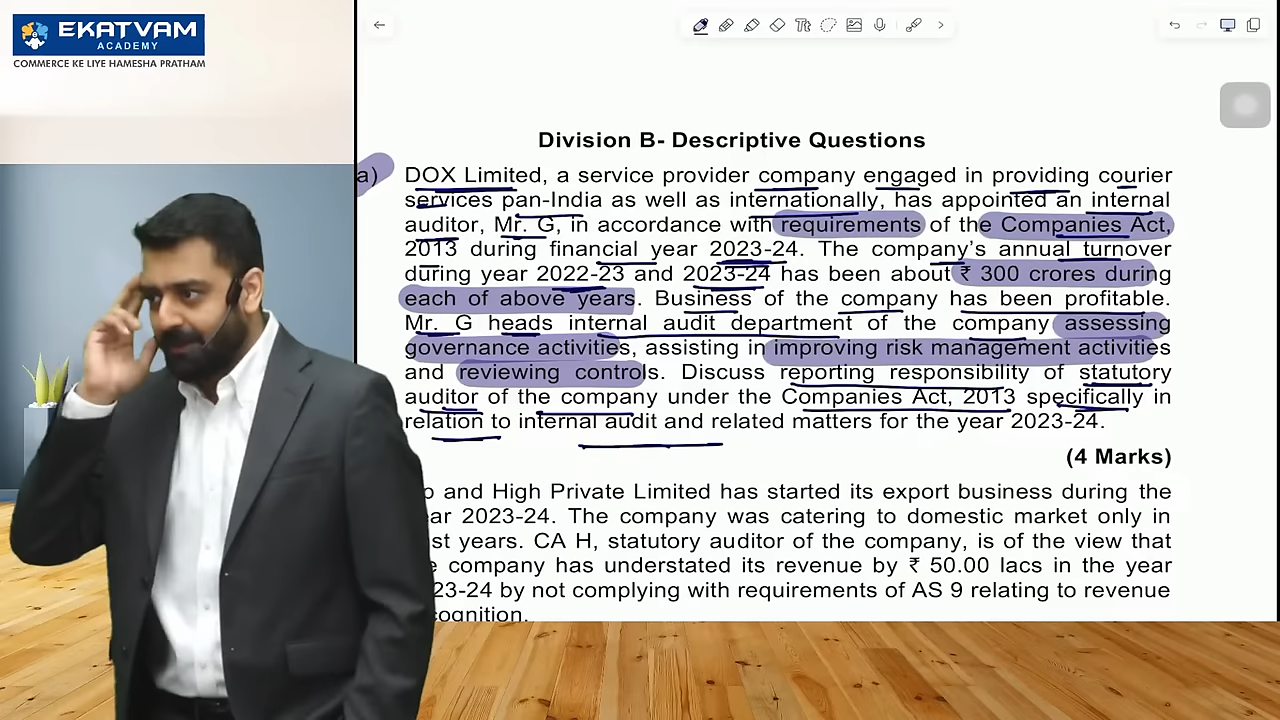 EKATVAM
ACADEMY
COMMERCE KE LIYE HAMESHA PRATHAM
Division B- Descriptive Questions
a) DOX Limited, a service provider company engaged in providing courier
services pan-India as well as internationally, has appointed an internal
auditor, Mr. G, in accordance with requirements of the Companies Act,
2013 during financial year 2023-24. The company's annual turnover
during year 2022-23 and 2023-24 has been about ₹ 300 crores during
each of above years. Business of the company has been profitable.
Mr. G heads internal audit department of the company assessing
governance activities, assisting in improving risk management activities
and reviewing controls. Discuss reporting responsibility of statutory
auditor of the company under the Companies Act, 2013 specifically in
relation to internal audit and related matters for the year 2023-24.
(4 Marks)
and High Private Limited has started its export business during the
2023-24. The company was catering to domestic market only in
years. CA H, statutory auditor of the company, is of the view that
company has understated its revenue by ₹ 50.00 lacs in the year
23-24 by not complying with requirements of AS 9 relating to revenue